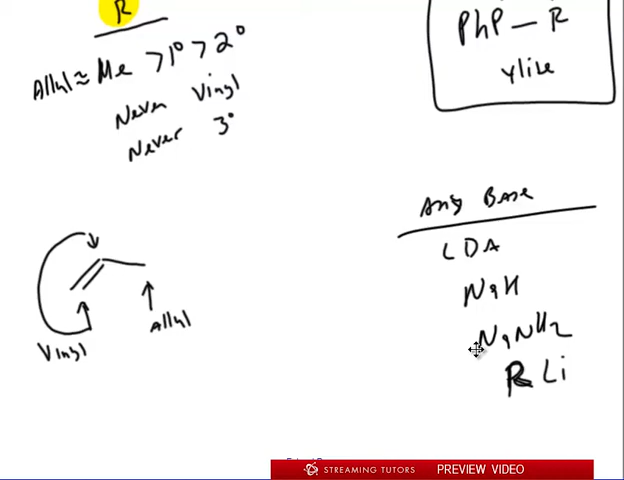 R
Allyl ≈ Me > 1° > 2°
Never Vinyl
Never 3°
PhP — R
ylide
Any Base
LDA
NaH
NaNH2
RLi
Vinyl
Allyl
STREAMING TUTORS PREVIEW VIDEO